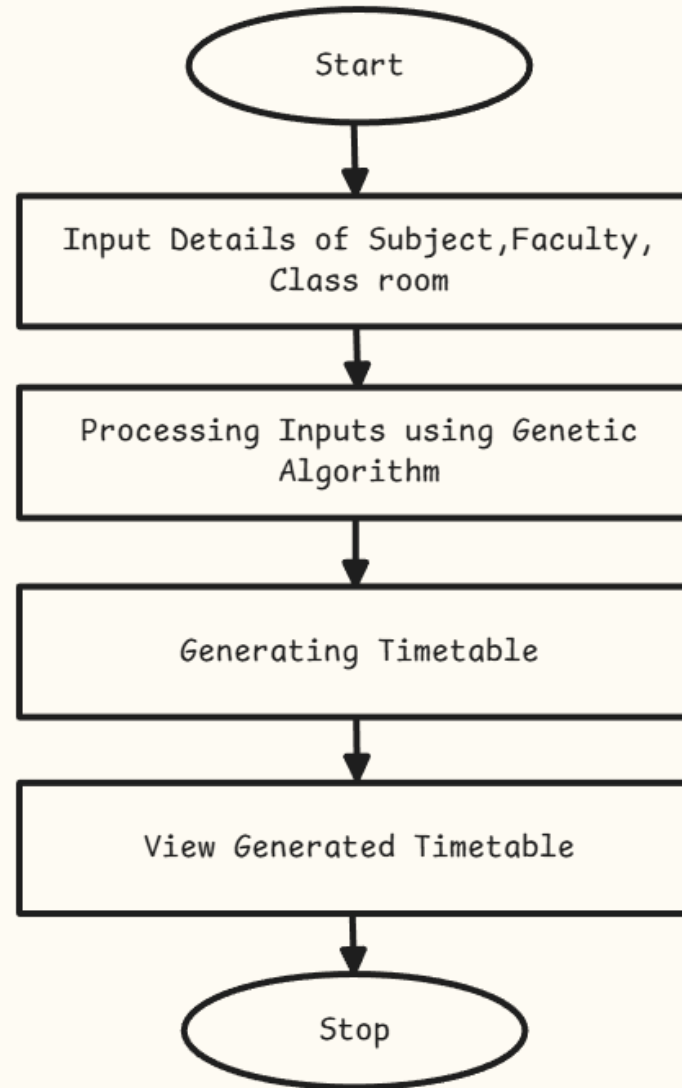 Start
Input Details of Subject,Faculty,
Class room
Processing Inputs using Genetic
Algorithm
Generating Timetable
View Generated Timetable
Stop